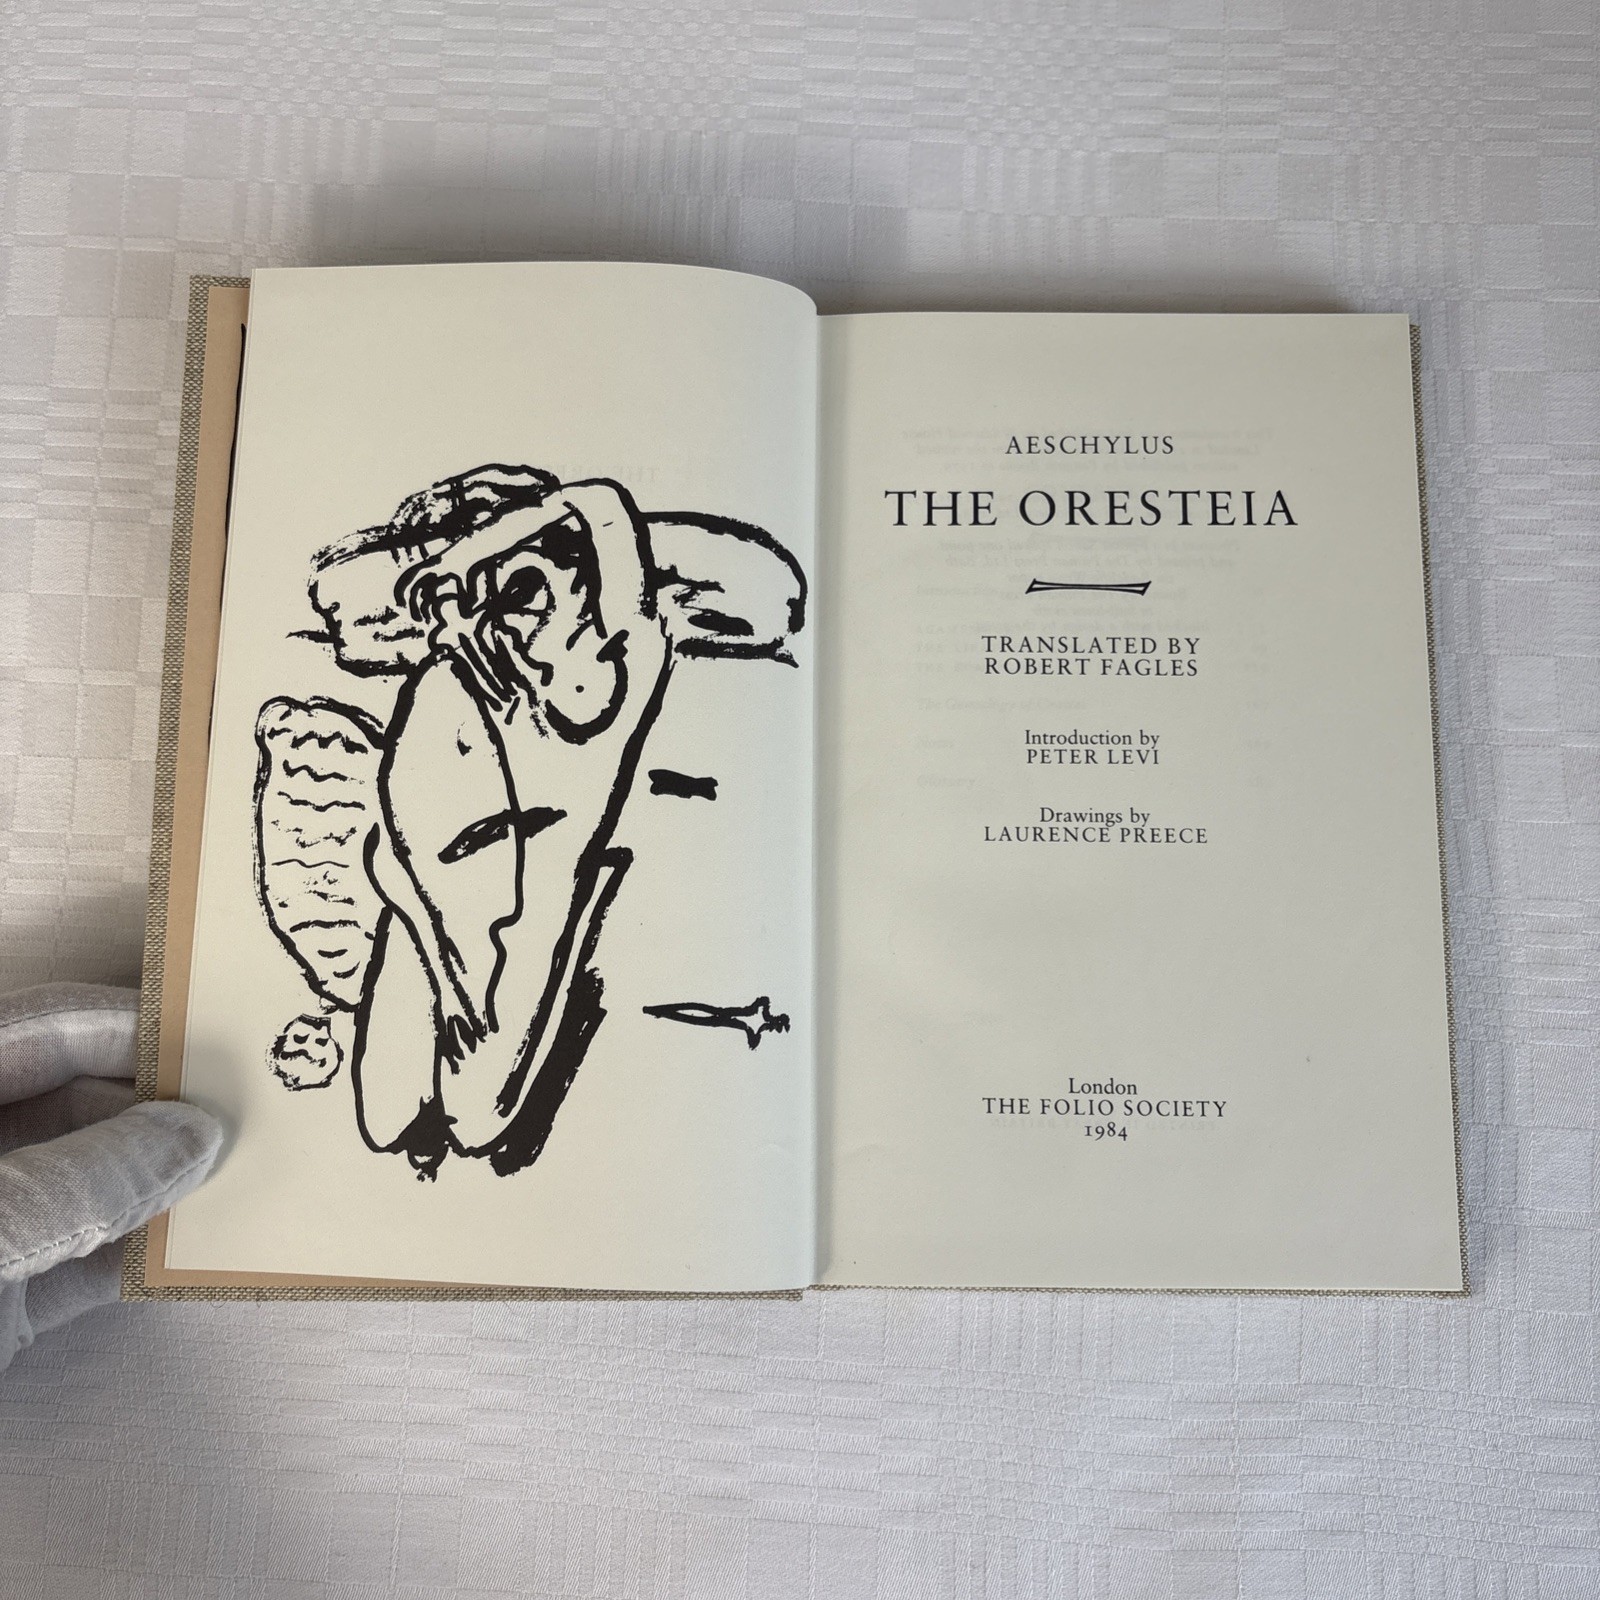 AESCHYLUS
THE ORESTEIA
TRANSLATED BY
ROBERT FAGLES
Introduction by
PETER LEVI
Drawings by
LAURENCE PREECE
London
THE FOLIO SOCIETY
1984